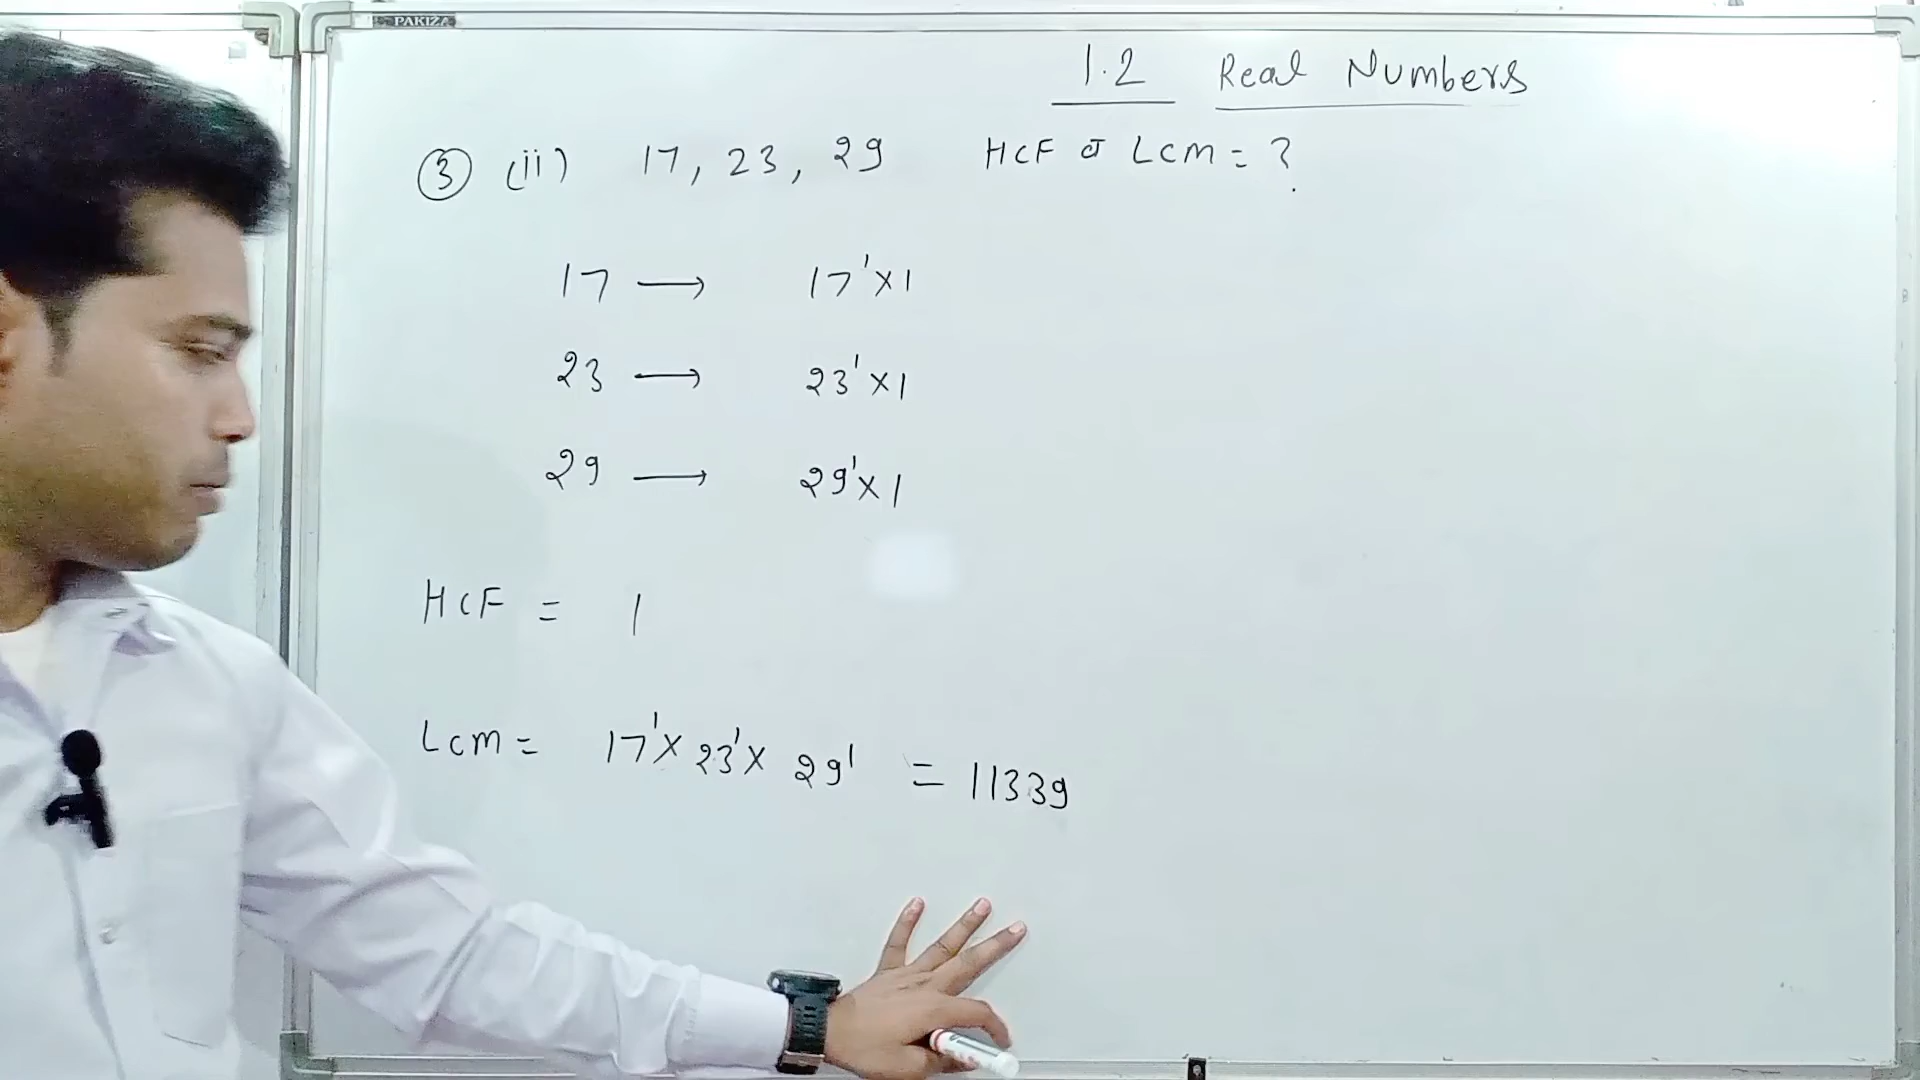 PAKIZA
1.2 Real Numbers
3 (ii) 17, 23, 29 HCF & LCM = ?
17 → 17¹×1
23 → 23¹×1
29 → 29¹×1
HCF = 1
LCM = 17¹× 23¹× 29¹ = 11339